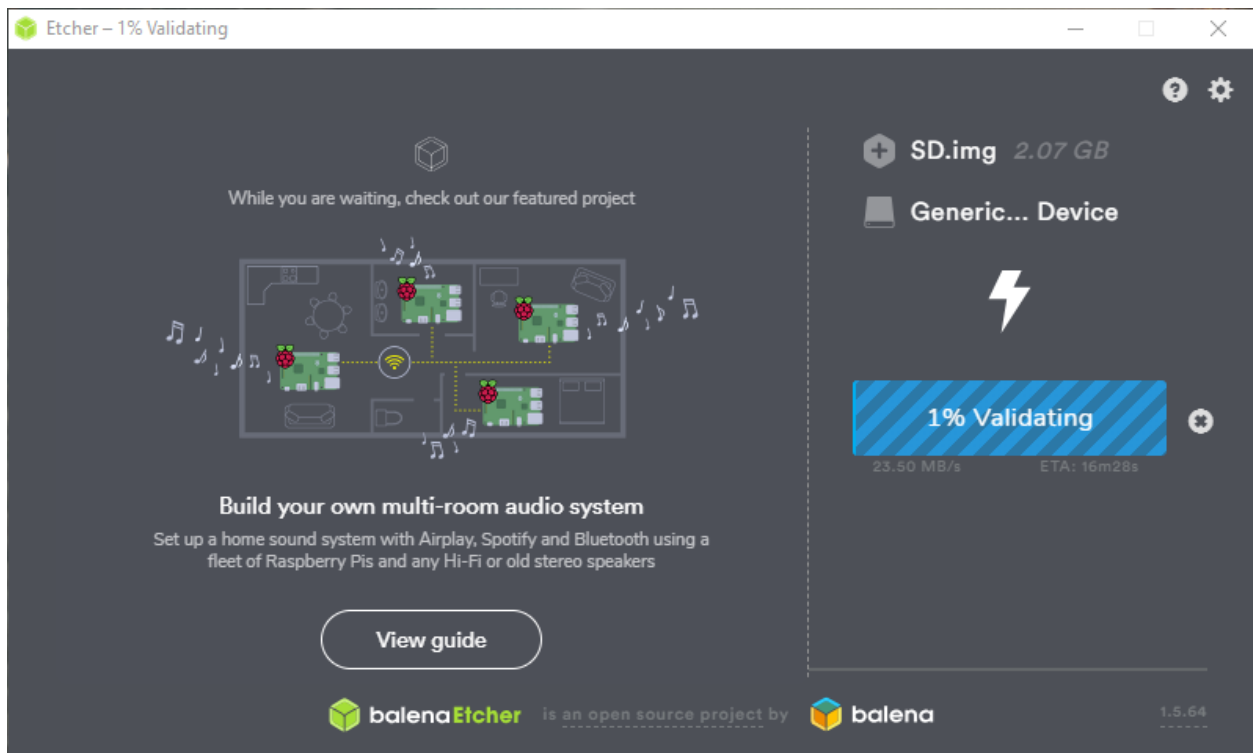 Etcher – 1% Validating
While you are waiting, check out our featured project
Build your own multi-room audio system
Set up a home sound system with Airplay, Spotify and Bluetooth using a
fleet of Raspberry Pis and any Hi-Fi or old stereo speakers
View guide
SD.img 2.07 GB
Generic... Device
1% Validating
23.50 MB/s ETA: 16m28s
balenaEtcher is an open source project by balena 1.5.64